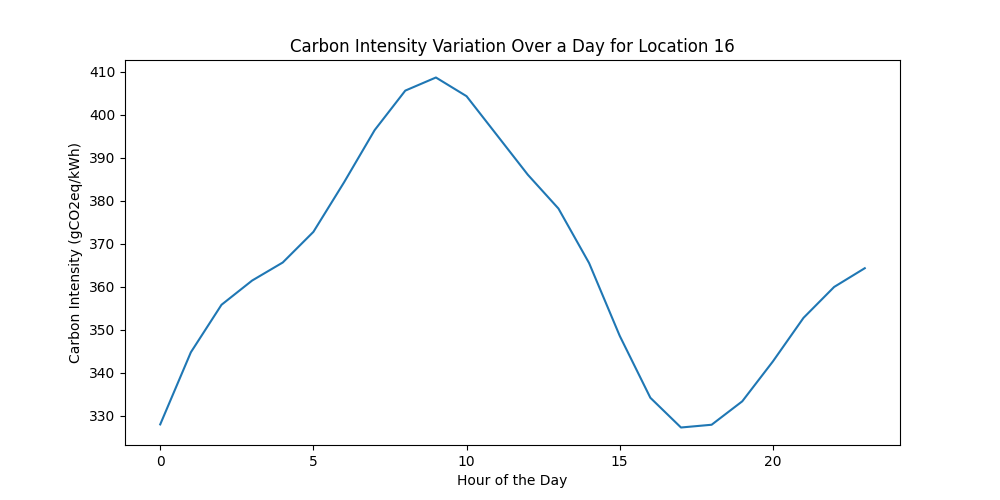 Carbon Intensity Variation Over a Day for Location 16
Carbon Intensity (gCO2eq/kWh)
410
400
390
380
370
360
350
340
330
0 5 10 15 20
Hour of the Day